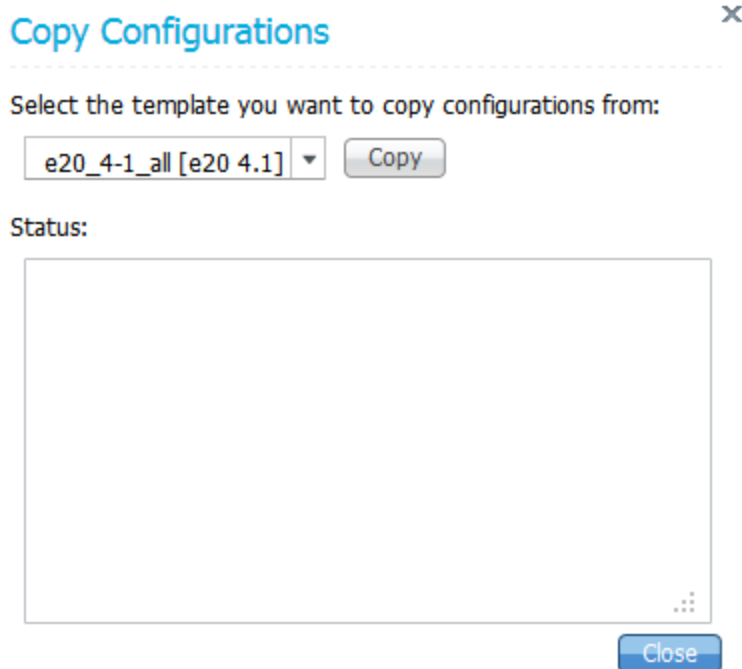 Copy Configurations
Select the template you want to copy configurations from:
e20_4-1_all [e20 4.1]
Copy
Status:
Close